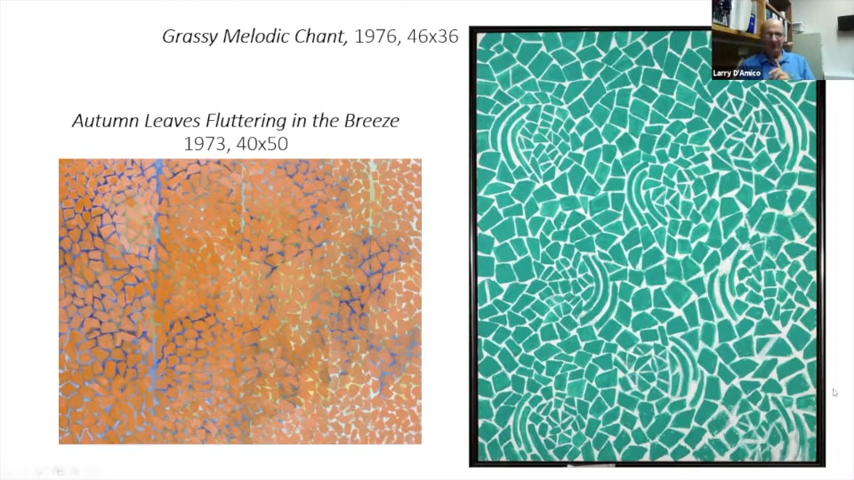 Grassy Melodic Chant, 1976, 46x36
Larry D'Amico
Autumn Leaves Fluttering in the Breeze
1973, 40x50